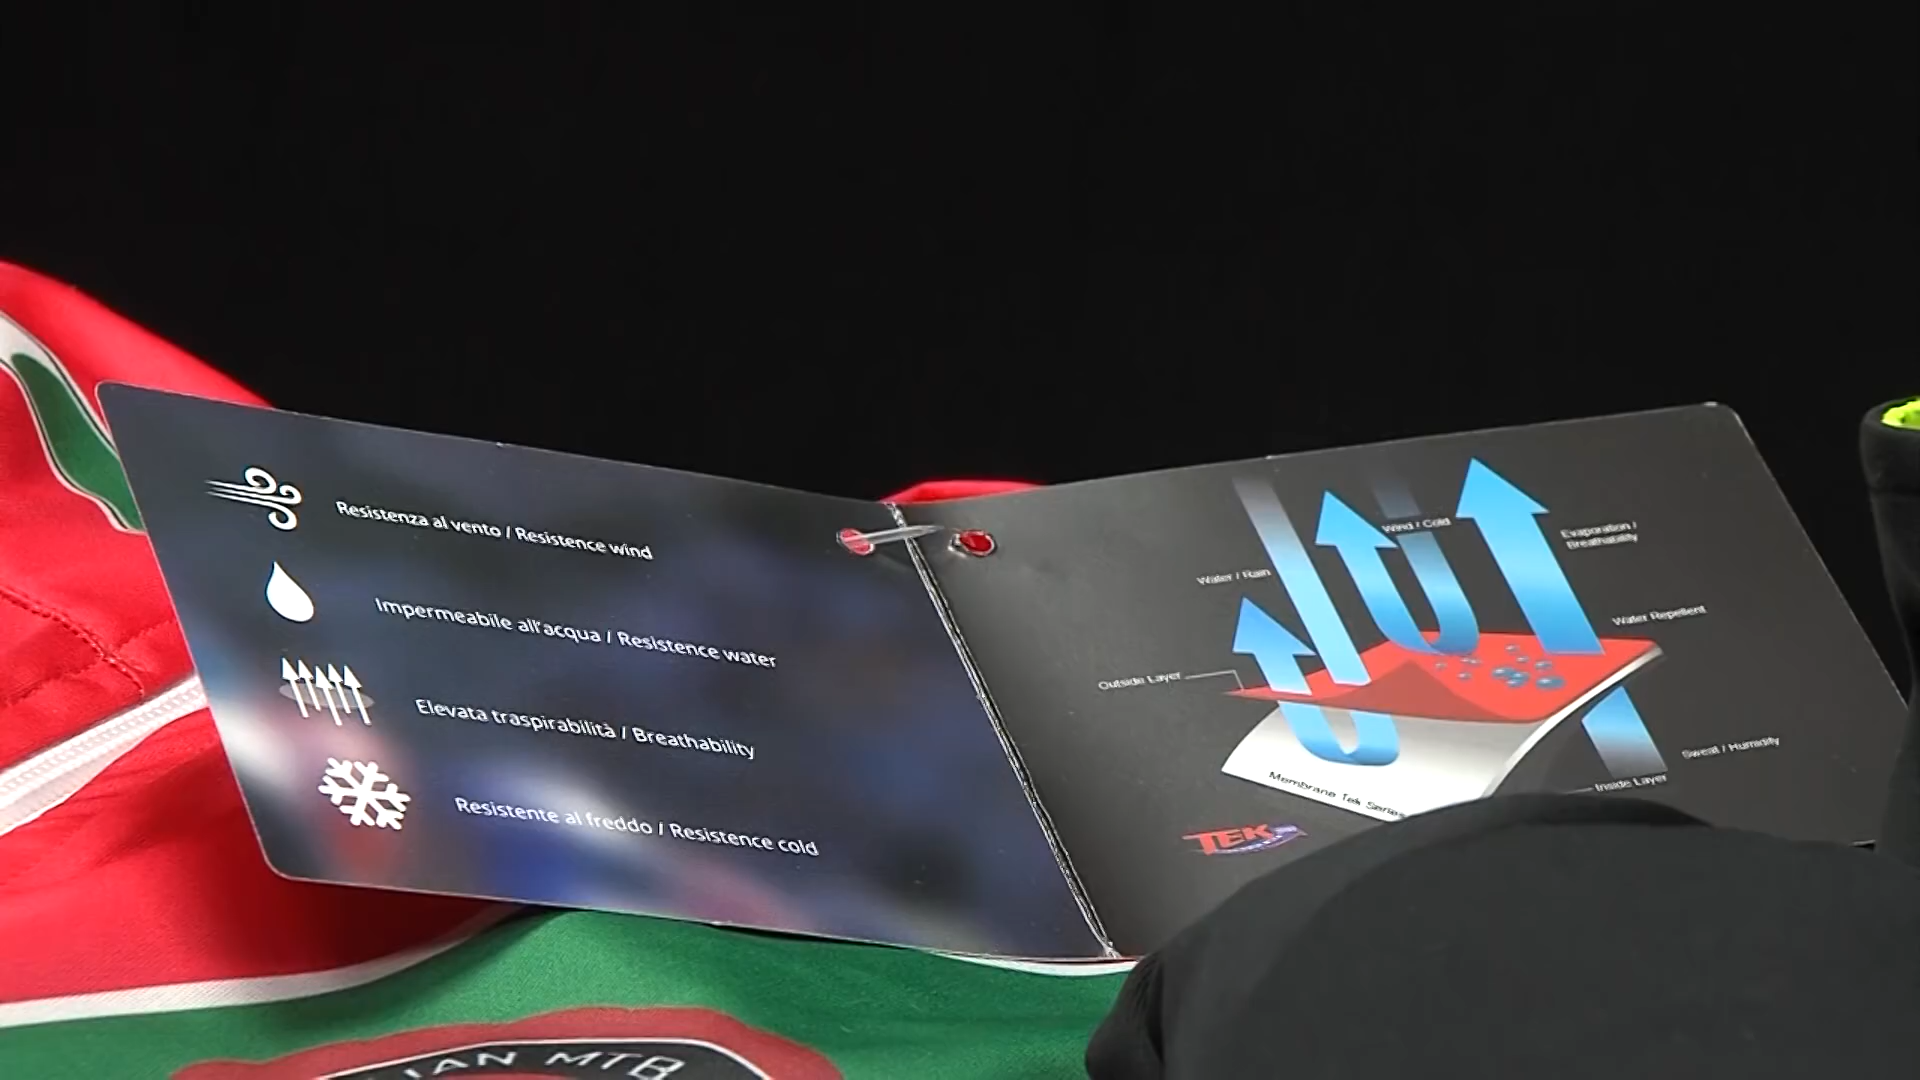 Resistenza al vento / Resistence wind
Impermeabile all'acqua / Resistence water
Elevata traspirabilità / Breathability
Resistente al freddo / Resistence cold
Wind / Cold
Evaporation /
Breathability
Water / Rain
Water Repellent
Outside Layer
Sweat / Humidity
Inside Layer
Membrane Tek Series
TEK
LIAN MTB